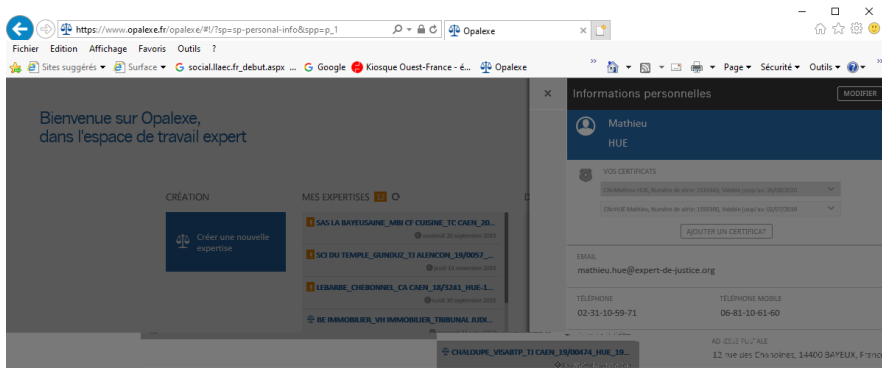 https://www.opalexe.fr/opalexe/#!/?sp=sp-personal-info&spp=p_1
Opalexe
Fichier Edition Affichage Favoris Outils ?
Sites suggérés Surface social.llaec.fr_debut.aspx ... Google Kiosque Ouest-France - é... Opalexe Page Sécurité Outils
Informations personnelles
MODIFIER
Bienvenue sur Opalexe,
dans l'espace de travail expert
Mathieu
HUE
VOS CERTIFICATS
CRÉATION
MES EXPERTISES 12
D
AJOUTER UN CERTIFICAT
Créer une nouvelle
expertise
SAS LA BAYEUSAINE_MBI CF CUISINE_TC CAEN_20...
SCI DU TEMPLE_GUNDUZ_TJ ALENCON_19/0057_...
LEBARBE_CHEBONNEL_CA CAEN_18/3241_HUE-1...
BE IMMOBILIER_VH IMMOBILIER_TRIBUNAL JUDI...
EMAIL
mathieu.hue@expert-de-justice.org
TÉLÉPHONE
TÉLÉPHONE MOBILE
02-31-10-59-71
06-81-10-61-60
CHALOUPE_VISABTP_TJ CAEN_19/00474_HUE_19...
12 rue des Chanoines, 14400 BAYEUX, France